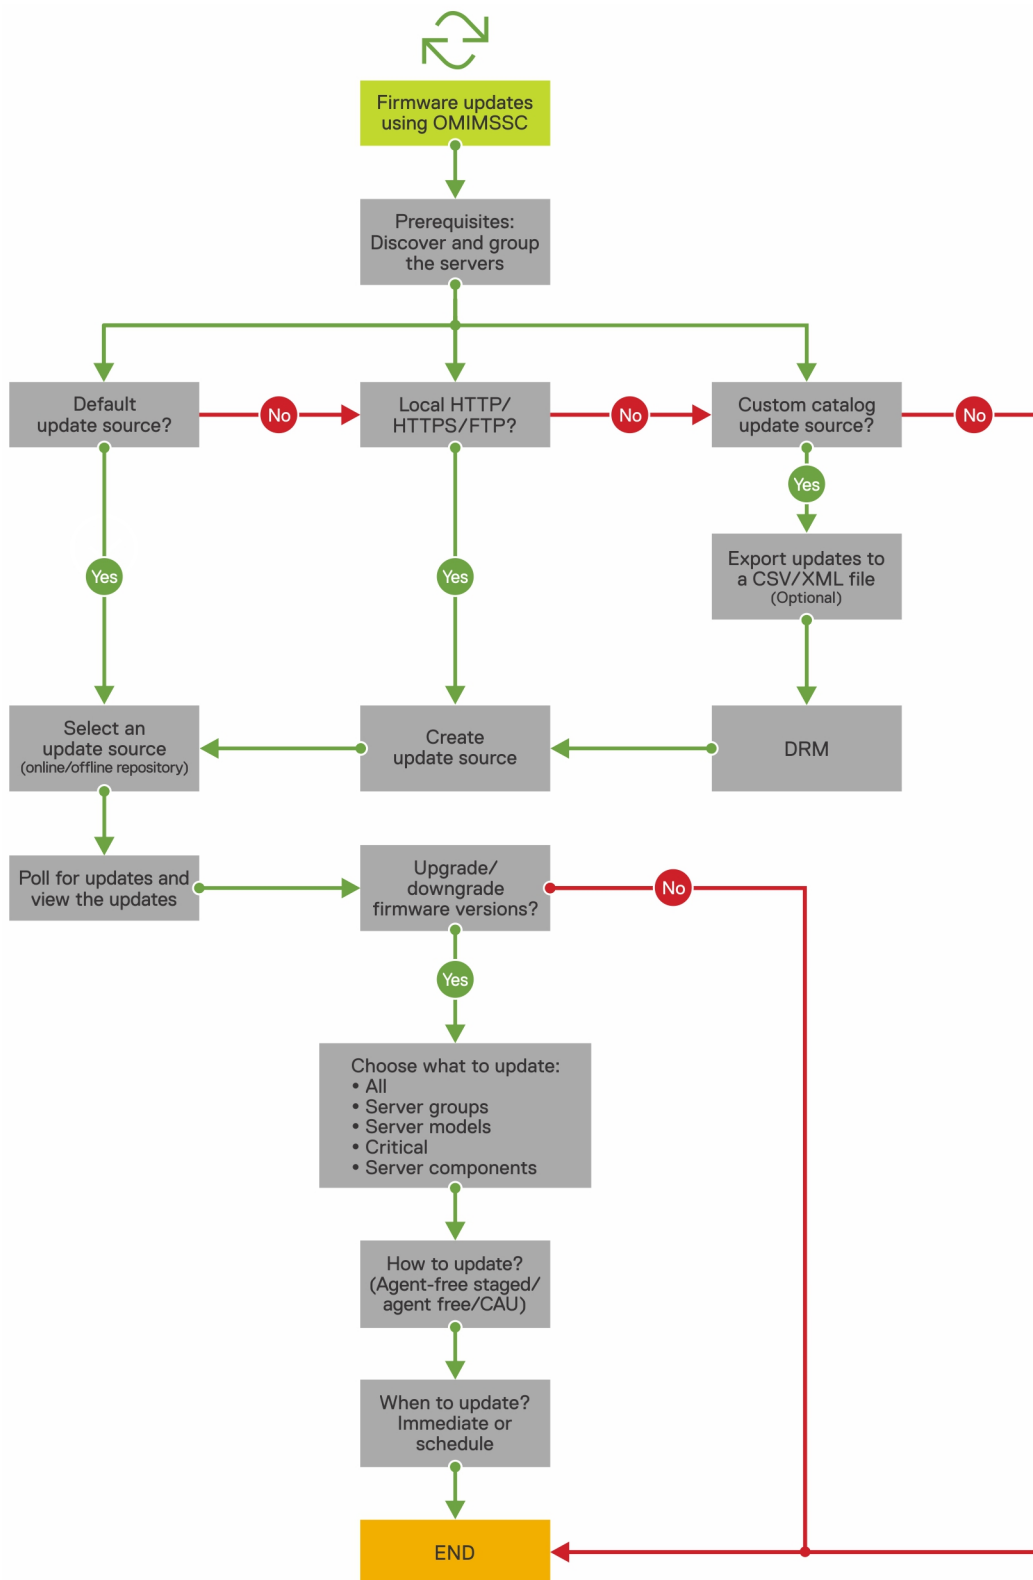 Firmware updates
using OMIMSSC
Prerequisites:
Discover and group
the servers
Default
update source?
No
Local HTTP/
HTTPS/FTP?
No
Custom catalog
update source?
No
Yes
Yes
Yes
Export updates to
a CSV/XML file
(Optional)
Select an
update source
(online/offline repository)
Create
update source
DRM
Poll for updates and
view the updates
Upgrade/
downgrade
firmware versions?
No
Yes
Choose what to update:
• All
• Server groups
• Server models
• Critical
• Server components
How to update?
(Agent-free staged/
agent free/CAU)
When to update?
Immediate or
schedule
END